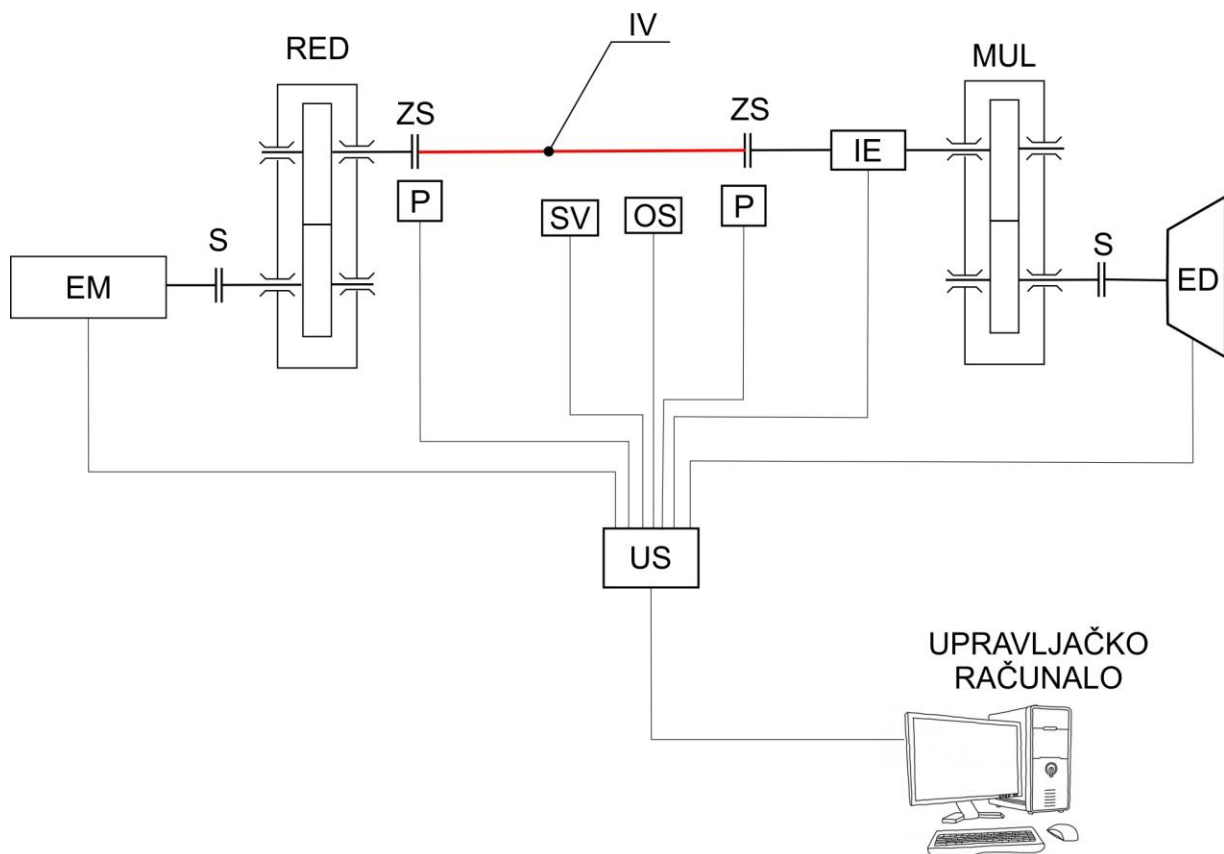 IV
RED
MUL
ZS
ZS
IE
P
SV
OS
P
S
S
EM
ED
US
UPRAVLJAČKO
RAČUNALO